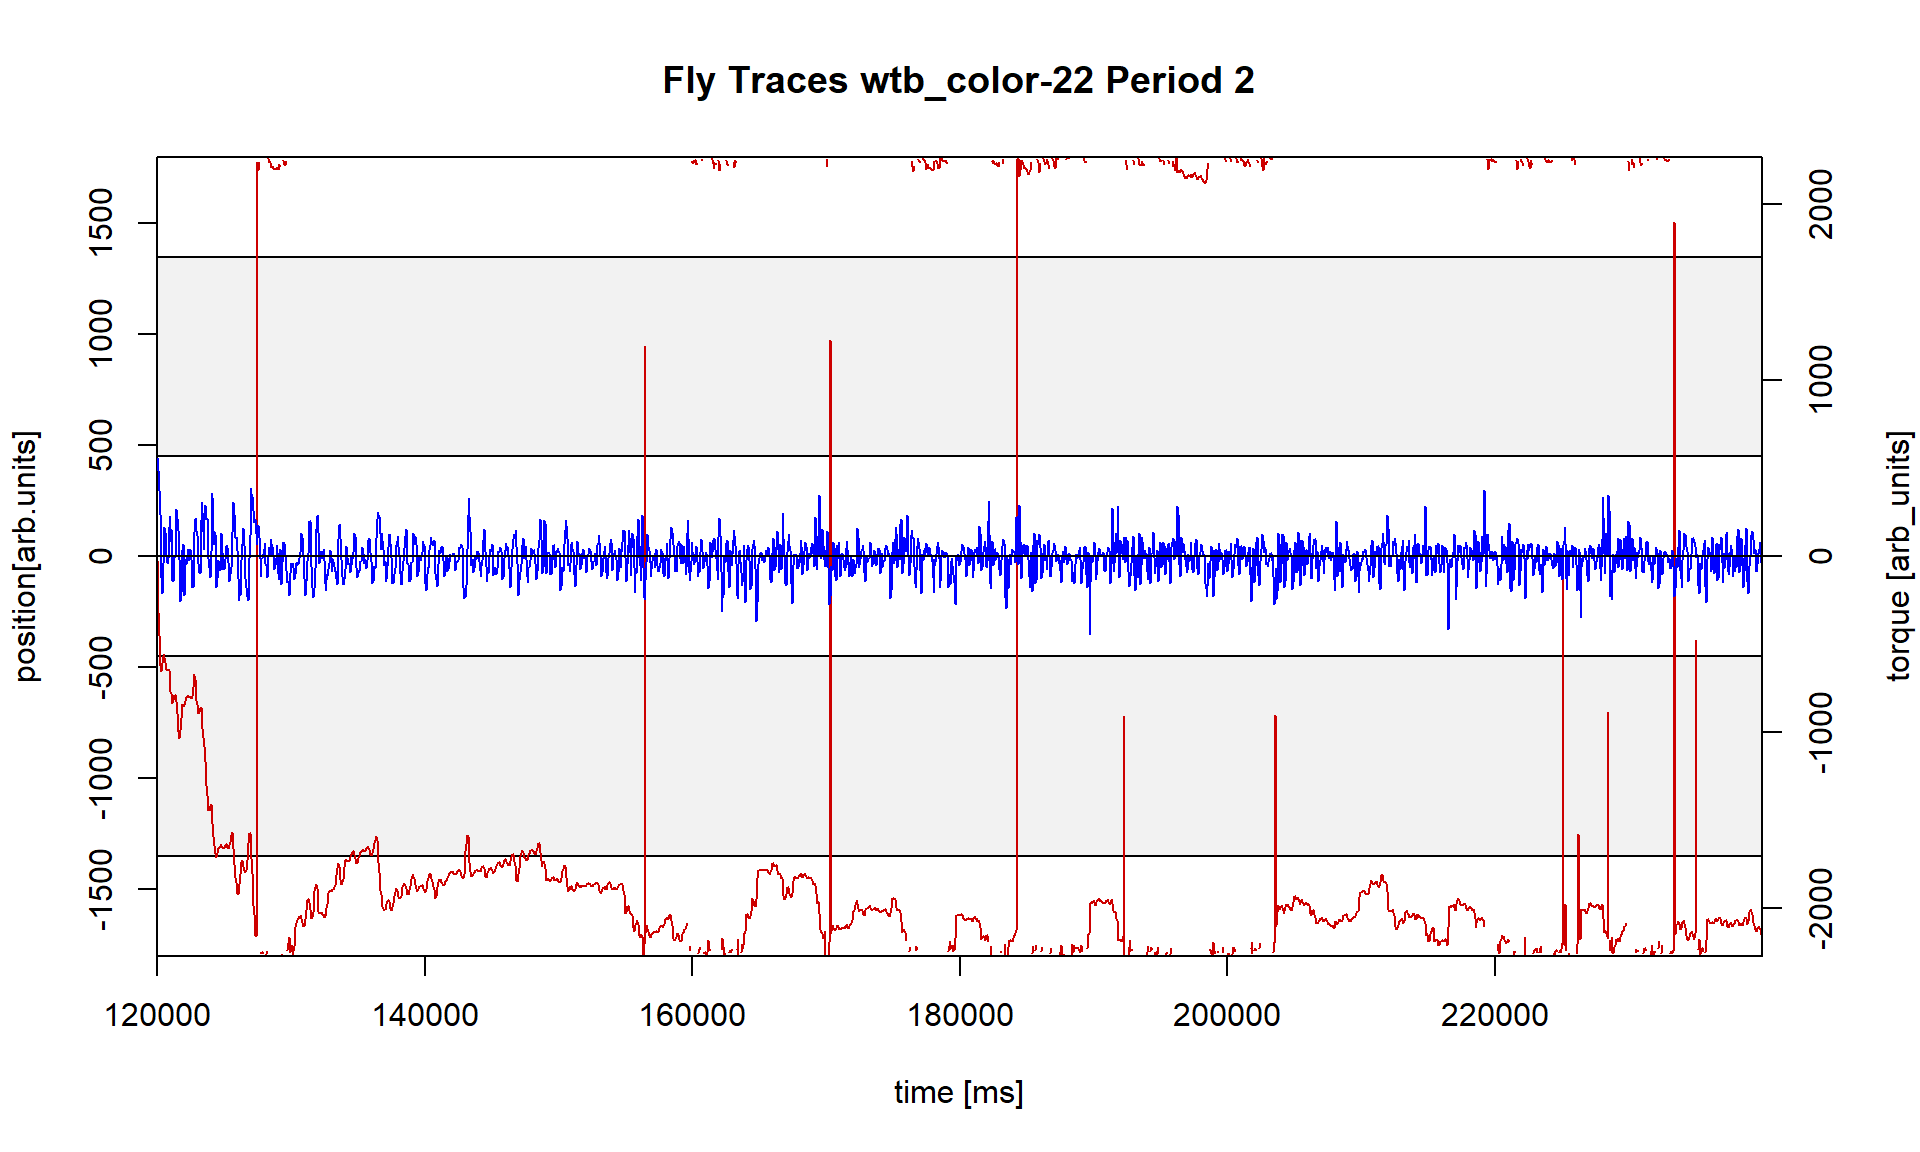 Fly Traces wtb_color-22 Period 2
position[arb.units]
1500
1000
500
0
-500
-1000
-1500
2000
1000
0
-1000
-2000
torque [arb_units]
120000 140000 160000 180000 200000 220000
time [ms]